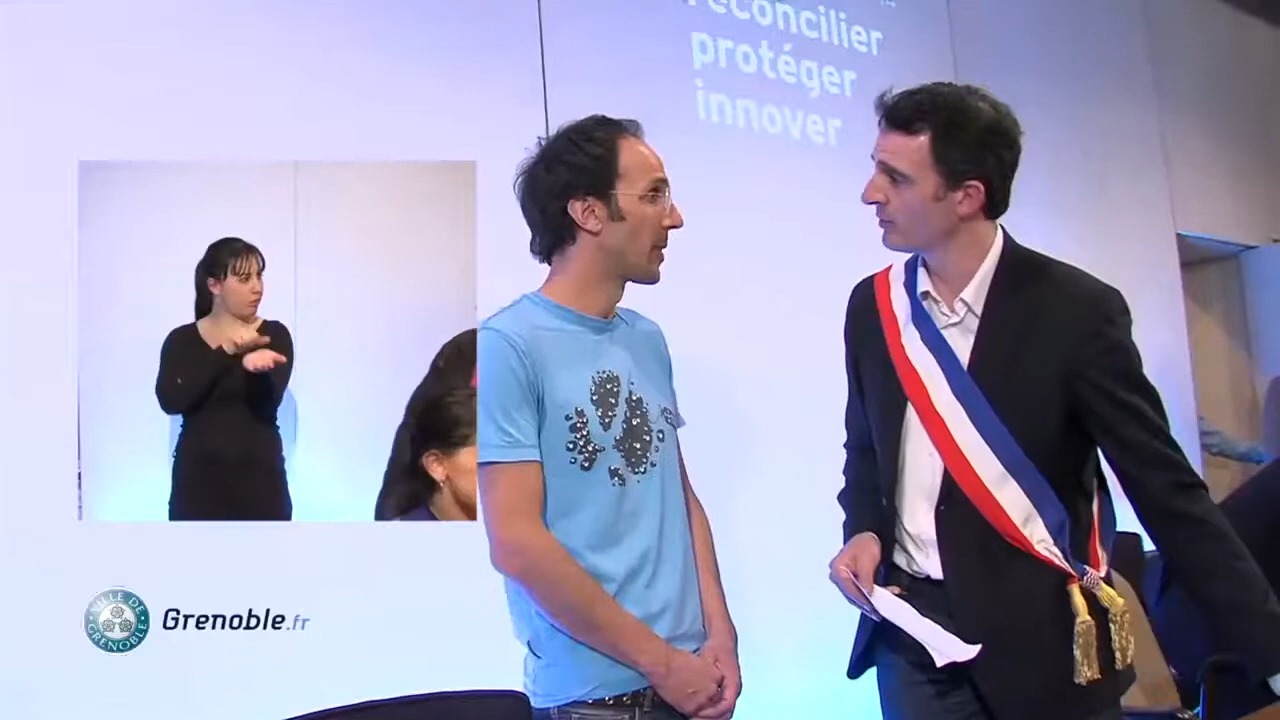 réconcilier
protéger
innover
VILLE DE
GRENOBLE
Grenoble.fr